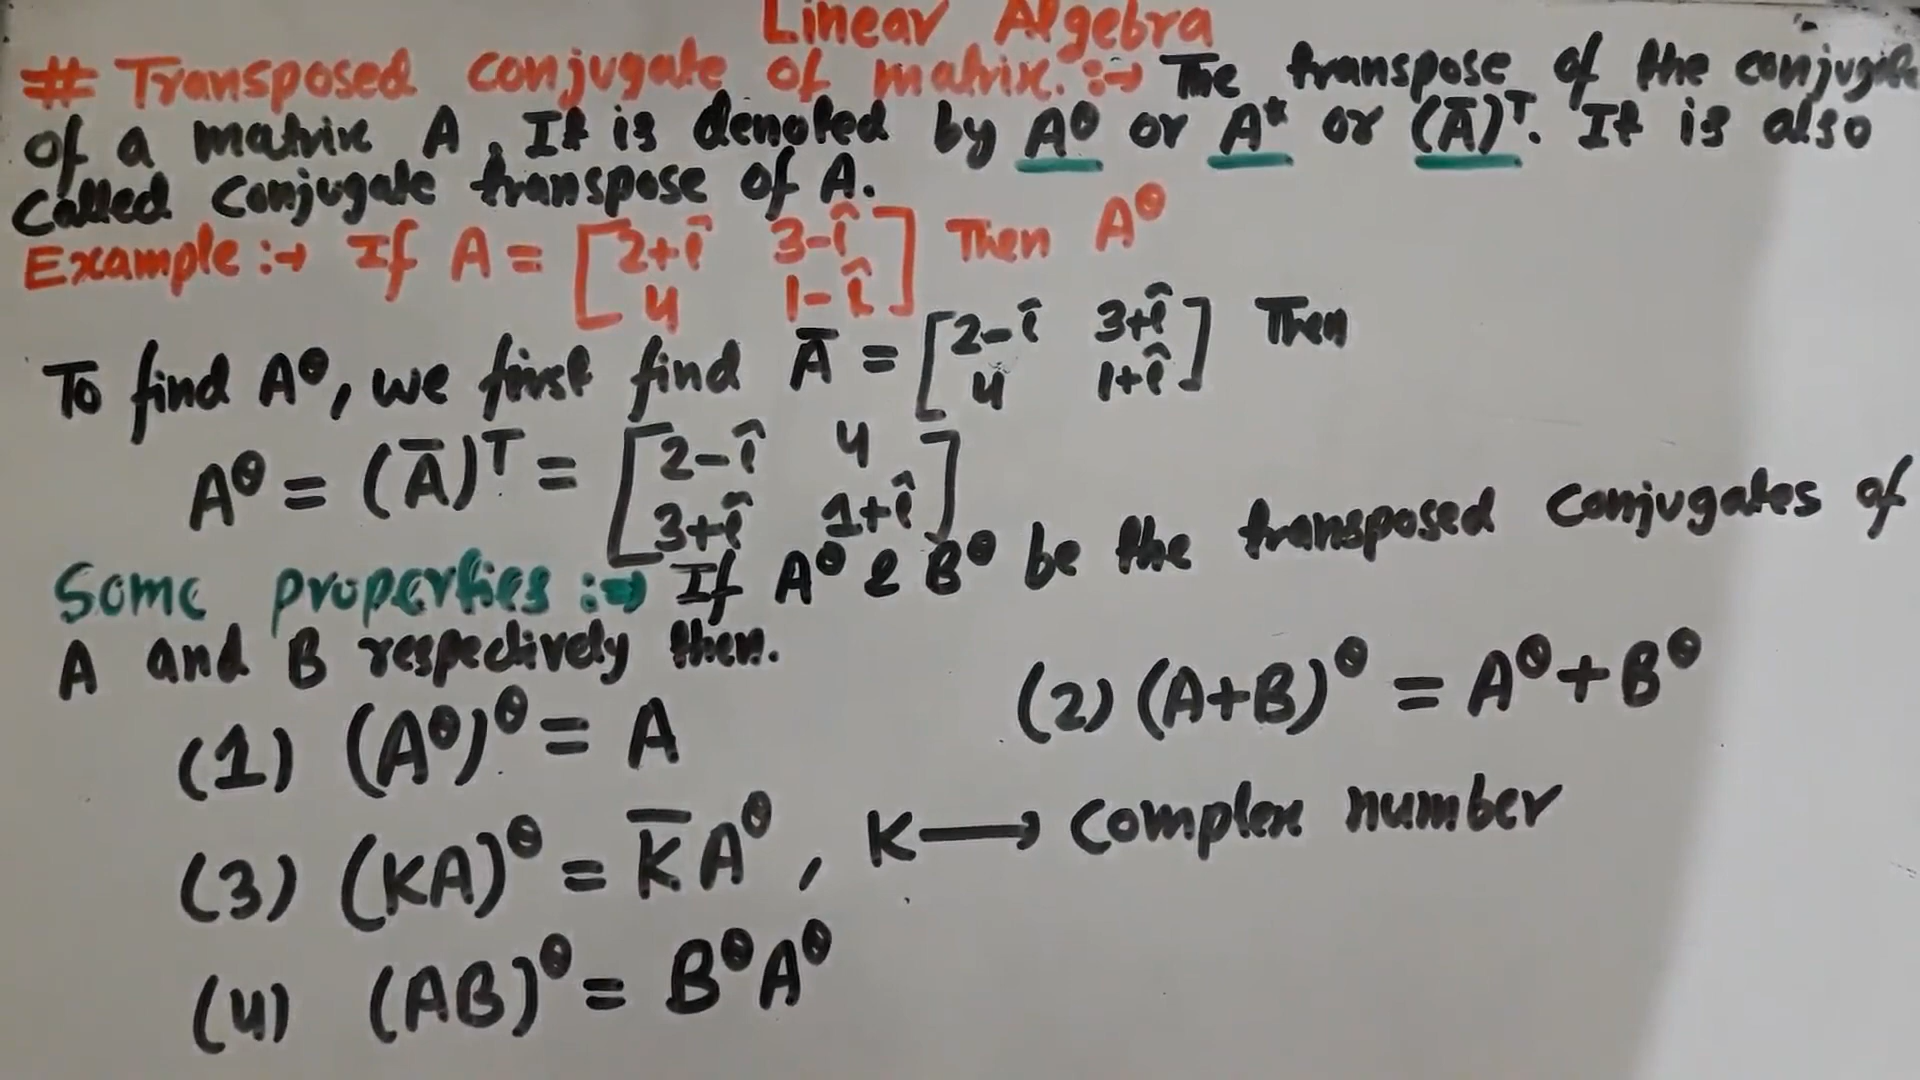 Linear Algebra
# Transposed conjugate of matrix. :→ The transpose of the conjugate
of a matrix A. It is denoted by A^θ or A* or (Ā)^T. It is also
called conjugate transpose of A.
Example :→ If A = [2+î 3-î; 4 1-î] Then A^θ
To find A^θ, we first find Ā = [2-î 3+î; 4 1+î] Then
A^θ = (Ā)^T = [2-î 4; 3+î 1+î]
Some properties :→ If A^θ & B^θ be the transposed conjugates of
A and B respectively then.
(1) (A^θ)^θ = A (2) (A+B)^θ = A^θ + B^θ
(3) (KA)^θ = K̄ A^θ , K → complex number
(4) (AB)^θ = B^θ A^θ